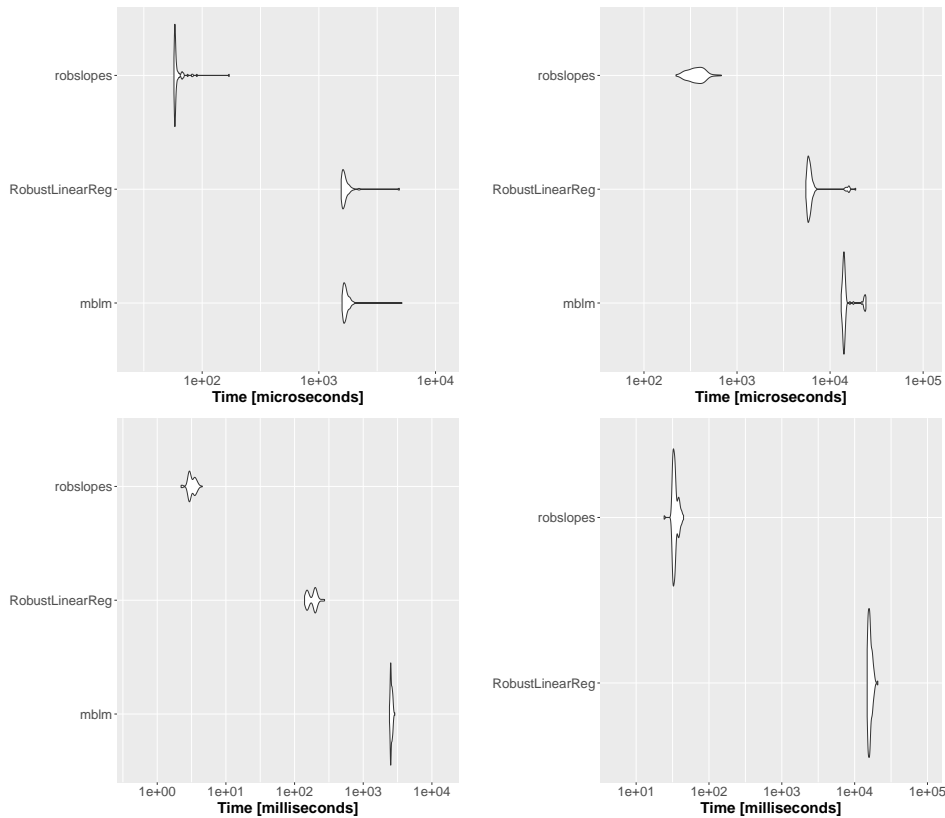 robslopes
RobustLinearReg
mblm
1e+02 1e+03 1e+04
Time [microseconds]
robslopes
RobustLinearReg
mblm
1e+02 1e+03 1e+04 1e+05
Time [microseconds]
robslopes
RobustLinearReg
mblm
1e+00 1e+01 1e+02 1e+03 1e+04
Time [milliseconds]
robslopes
RobustLinearReg
1e+01 1e+02 1e+03 1e+04 1e+05
Time [milliseconds]